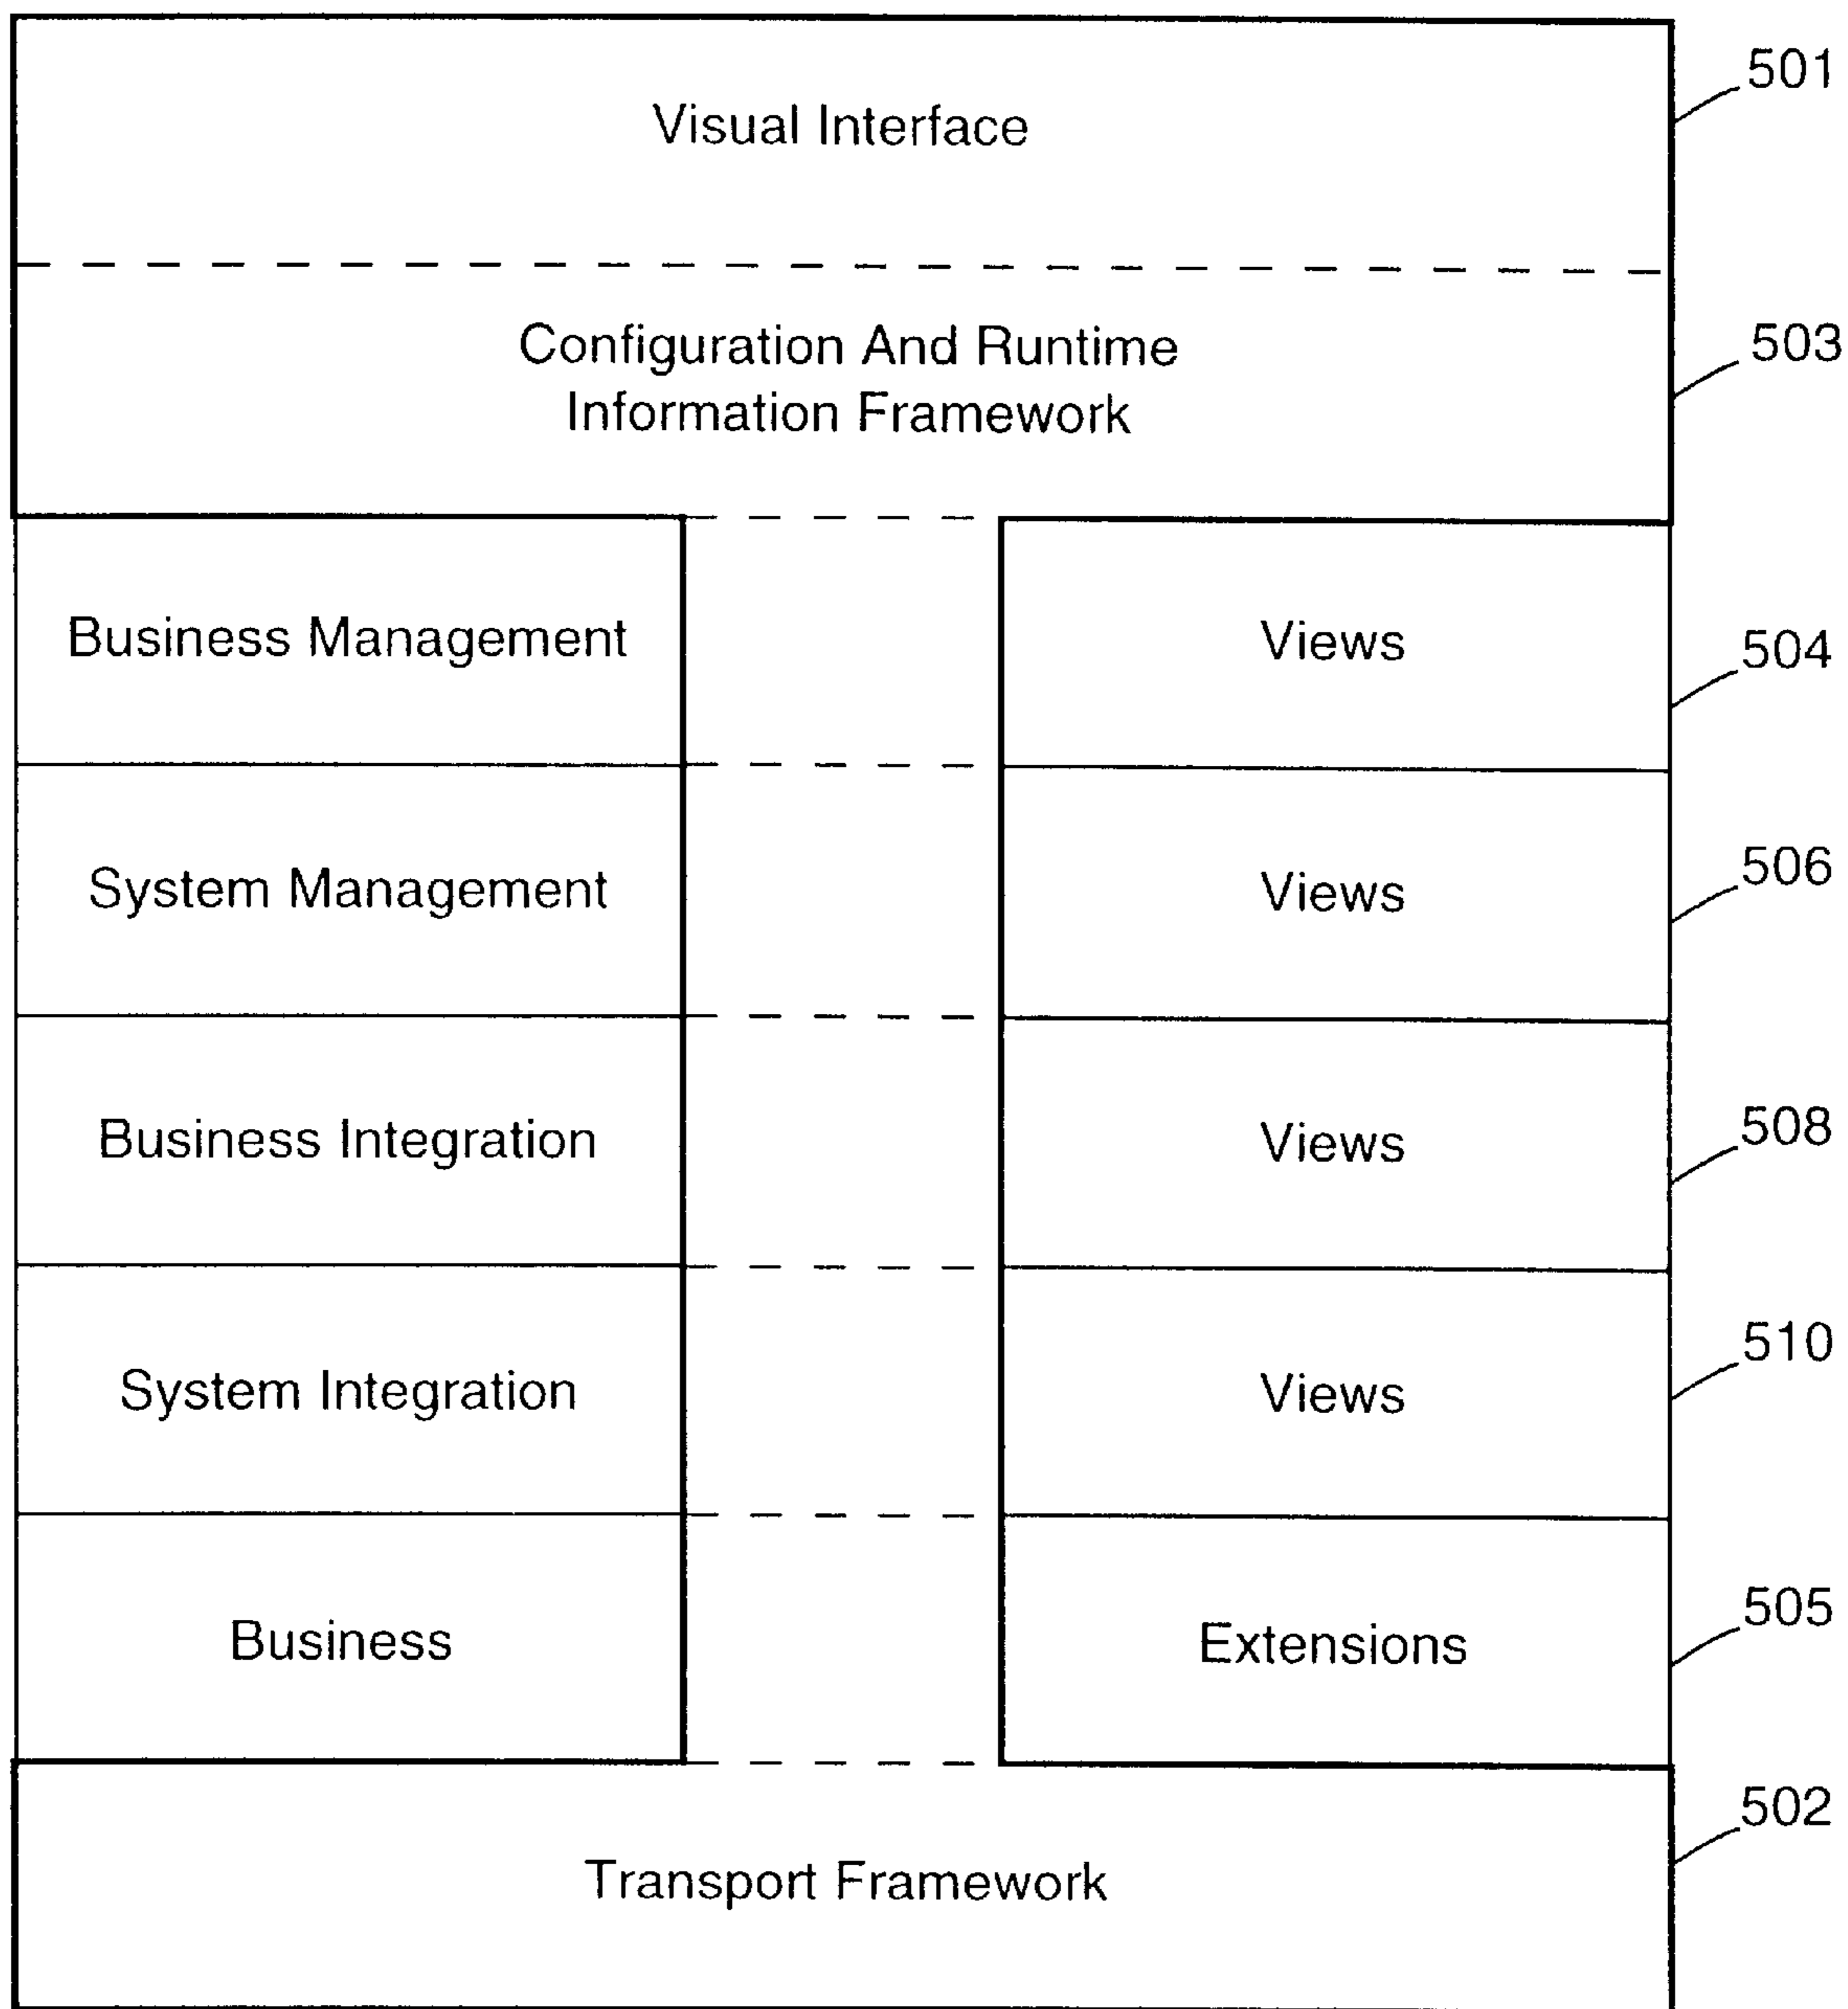 Visual Interface
501
Configuration And Runtime
Information Framework
503
Business Management
Views
504
System Management
Views
506
Business Integration
Views
508
System Integration
Views
510
Business
Extensions
505
Transport Framework
502